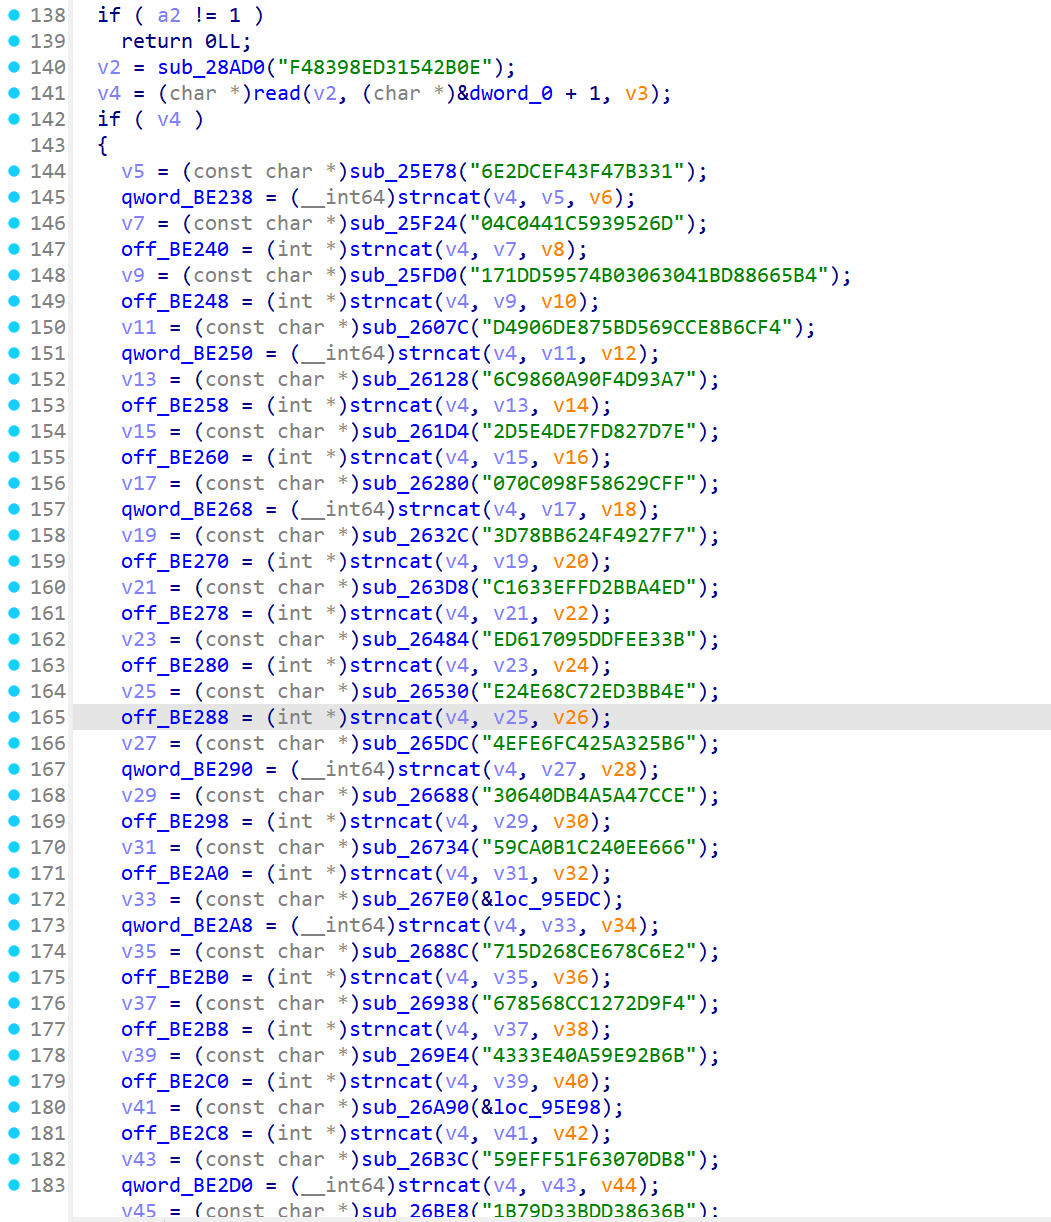 138 if ( a2 != 1 )
139 return 0LL;
140 v2 = sub_28AD0("F48398ED31542B0E");
141 v4 = (char *)read(v2, (char *)&dword_0 + 1, v3);
142 if ( v4 )
143 {
144 v5 = (const char *)sub_25E78("6E2DCEF43F47B331");
145 qword_BE238 = (__int64)strncat(v4, v5, v6);
146 v7 = (const char *)sub_25F24("04C0441C5939526D");
147 off_BE240 = (int *)strncat(v4, v7, v8);
148 v9 = (const char *)sub_25FD0("171DD59574B03063041BD88665B4");
149 off_BE248 = (int *)strncat(v4, v9, v10);
150 v11 = (const char *)sub_2607C("D4906DE875BD569CCE8B6CF4");
151 qword_BE250 = (__int64)strncat(v4, v11, v12);
152 v13 = (const char *)sub_26128("6C9860A90F4D93A7");
153 off_BE258 = (int *)strncat(v4, v13, v14);
154 v15 = (const char *)sub_261D4("2D5E4DE7FD827D7E");
155 off_BE260 = (int *)strncat(v4, v15, v16);
156 v17 = (const char *)sub_26280("070C098F58629CFF");
157 qword_BE268 = (__int64)strncat(v4, v17, v18);
158 v19 = (const char *)sub_2632C("3D78BB624F4927F7");
159 off_BE270 = (int *)strncat(v4, v19, v20);
160 v21 = (const char *)sub_263D8("C1633EFFD2BBA4ED");
161 off_BE278 = (int *)strncat(v4, v21, v22);
162 v23 = (const char *)sub_26484("ED617095DDFEE33B");
163 off_BE280 = (int *)strncat(v4, v23, v24);
164 v25 = (const char *)sub_26530("E24E68C72ED3BB4E");
165 off_BE288 = (int *)strncat(v4, v25, v26);
166 v27 = (const char *)sub_265DC("4EFE6FC425A325B6");
167 qword_BE290 = (__int64)strncat(v4, v27, v28);
168 v29 = (const char *)sub_26688("30640DB4A5A47CCE");
169 off_BE298 = (int *)strncat(v4, v29, v30);
170 v31 = (const char *)sub_26734("59CA0B1C240EE666");
171 off_BE2A0 = (int *)strncat(v4, v31, v32);
172 v33 = (const char *)sub_267E0(&loc_95EDC);
173 qword_BE2A8 = (__int64)strncat(v4, v33, v34);
174 v35 = (const char *)sub_2688C("715D268CE678C6E2");
175 off_BE2B0 = (int *)strncat(v4, v35, v36);
176 v37 = (const char *)sub_26938("678568CC1272D9F4");
177 off_BE2B8 = (int *)strncat(v4, v37, v38);
178 v39 = (const char *)sub_269E4("4333E40A59E92B6B");
179 off_BE2C0 = (int *)strncat(v4, v39, v40);
180 v41 = (const char *)sub_26A90(&loc_95E98);
181 off_BE2C8 = (int *)strncat(v4, v41, v42);
182 v43 = (const char *)sub_26B3C("59EFF51F63070DB8");
183 qword_BE2D0 = (__int64)strncat(v4, v43, v44);
v45 = (const char *)sub_26BE8("1B79D33BDD38636B");